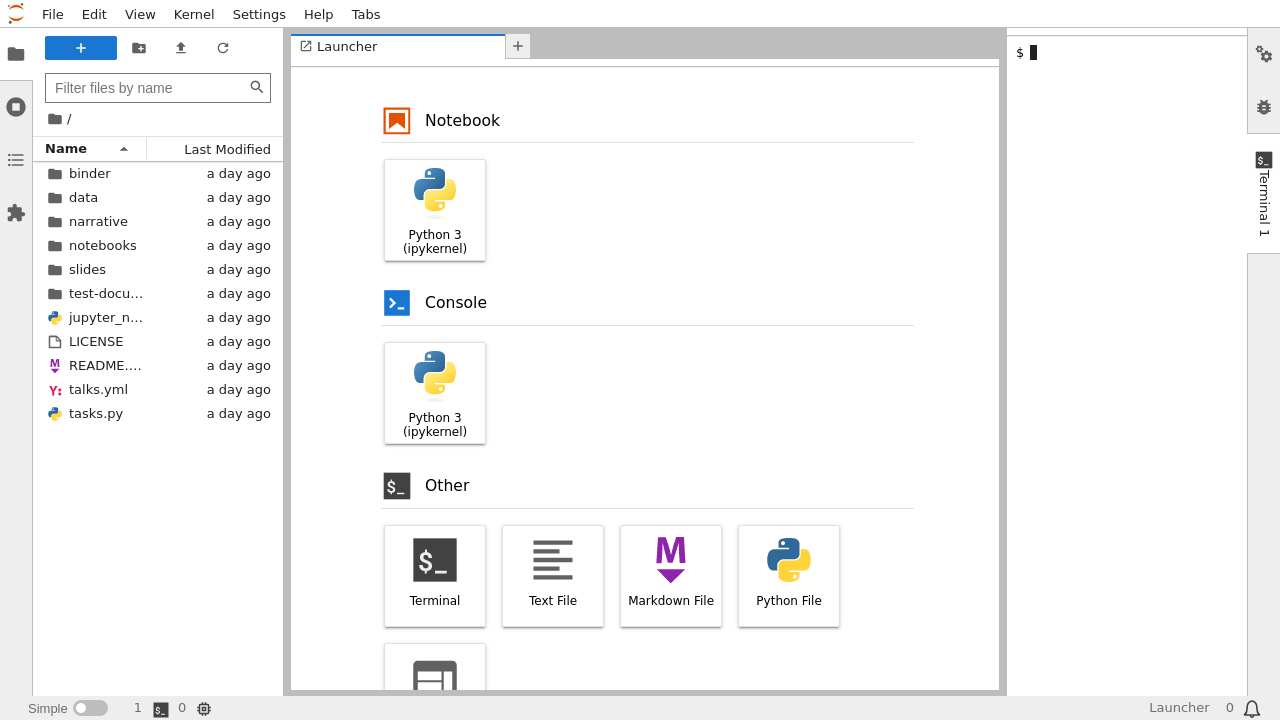 File Edit View Kernel Settings Help Tabs
Launcher
$
Filter files by name
/
Name Last Modified
binder a day ago
data a day ago
narrative a day ago
notebooks a day ago
slides a day ago
test-docu... a day ago
jupyter_n... a day ago
LICENSE a day ago
README.... a day ago
talks.yml a day ago
tasks.py a day ago
Notebook
Python 3
(ipykernel)
Console
Python 3
(ipykernel)
$_ Other
$_
Terminal
Text File
M
Markdown File
Python File
$_
Terminal 1
Simple 1 $_ 0 Launcher 0